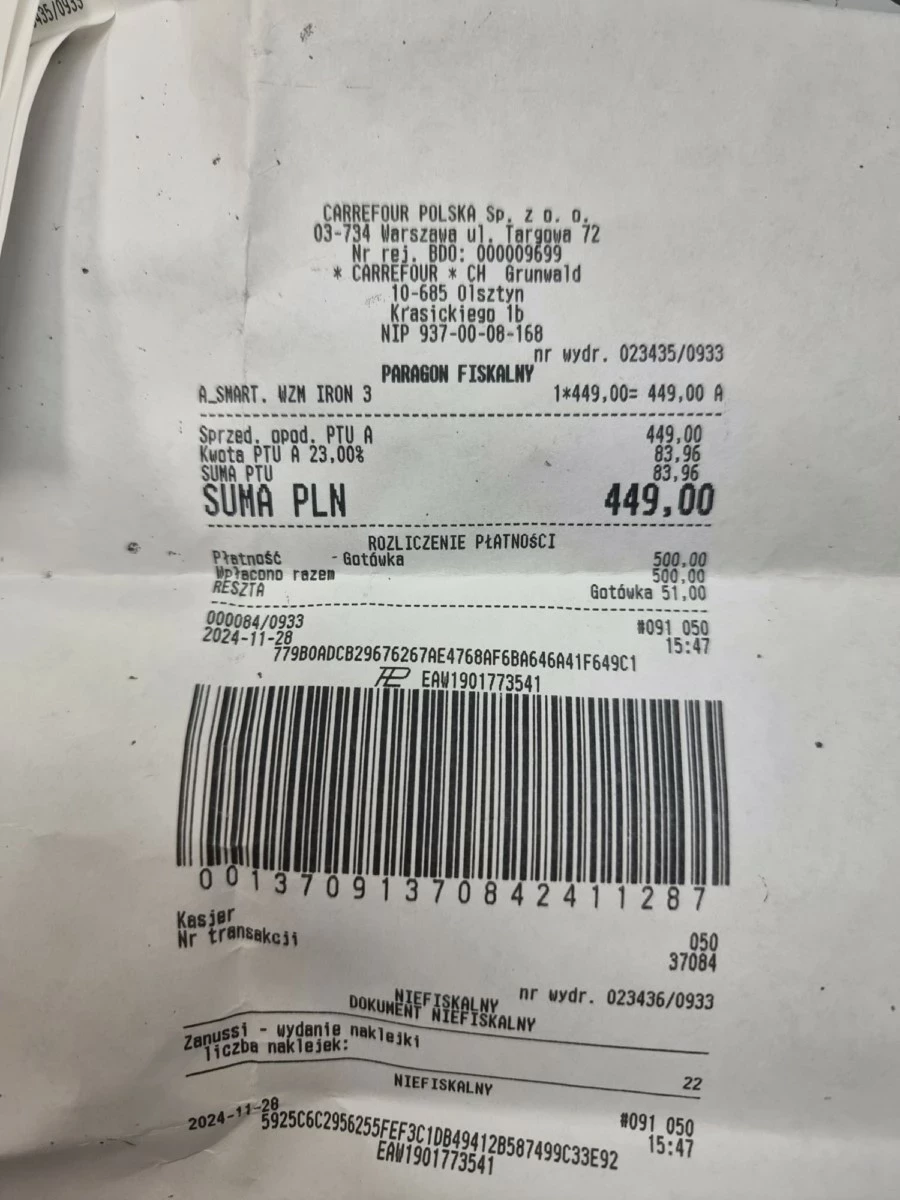 435/0933
CARREFOUR POLSKA Sp. z o. o.
03-734 Warszawa ul. Targowa 72
Nr rej. BDO: 000009699
* CARREFOUR * CH Grunwald
10-685 Olsztyn
Krasickiego 1b
NIP 937-00-08-168
nr wydr. 023435/0933
PARAGON FISKALNY
A_SMART. WZM IRON 3 1*449,00= 449,00 A
Sprzed. opod. PTU A 449,00
Kwota PTU A 23,00% 83,96
SUMA PTU 83,96
SUMA PLN 449,00
ROZLICZENIE PŁATNOŚCI
Płatność - Gotówka 500,00
Wpłacono razem 500,00
RESZTA Gotówka 51,00
000084/0933 #091 050
2024-11-28 15:47
779B0ADCB29676267AE4768AF6BA646A41F649C1
EAW1901773541
00137091370842411287
Kasjer 050
Nr transakcji 37084
nr wydr. 023436/0933
NIEFISKALNY
DOKUMENT NIEFISKALNY
Zanussi - wydanie naklejki
liczba naklejek: 22
NIEFISKALNY
2024-11-28 #091 050
15:47
5925C6C2956255FEF3C1DB49412B587499C33E92
EAW1901773541